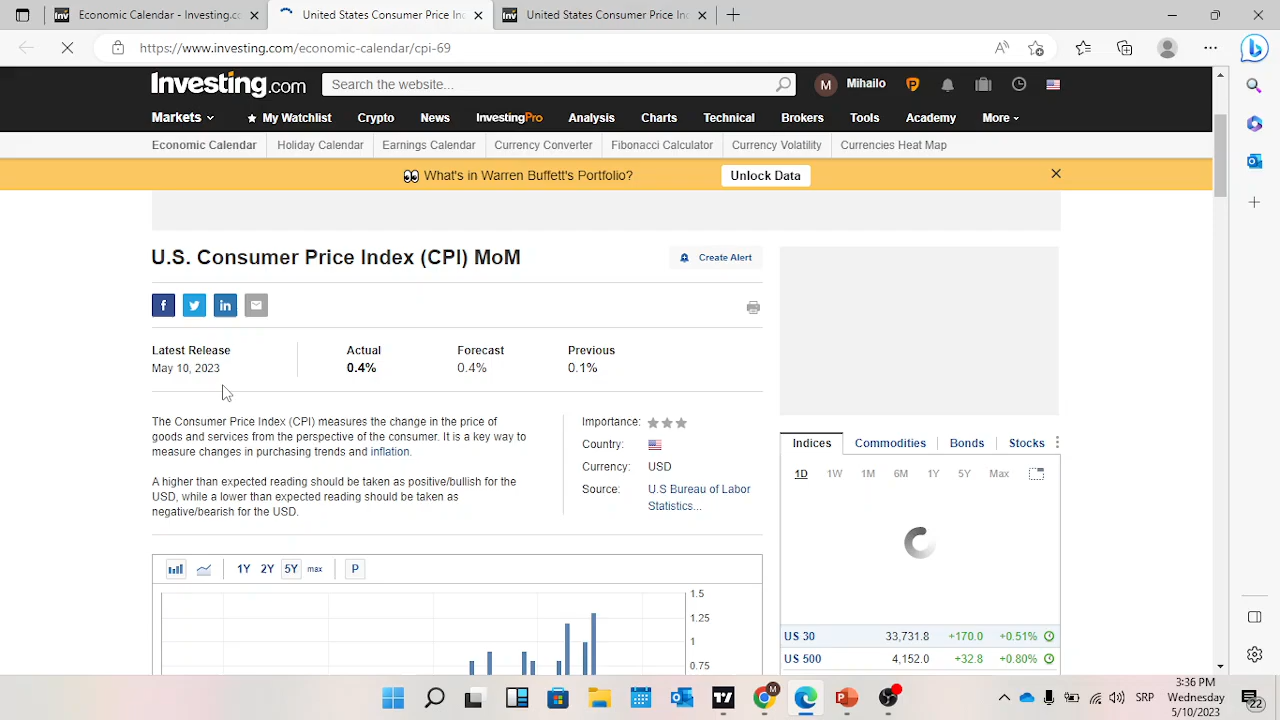 Economic Calendar - Investing.cc
United States Consumer Price Inc
United States Consumer Price Inc
https://www.investing.com/economic-calendar/cpi-69
Investing.com
Search the website...
M
Mihailo
Markets
My Watchlist
Crypto
News
InvestingPro
Analysis
Charts
Technical
Brokers
Tools
Academy
More
Economic Calendar
Holiday Calendar
Earnings Calendar
Currency Converter
Fibonacci Calculator
Currency Volatility
Currencies Heat Map
What's in Warren Buffett's Portfolio?
Unlock Data
U.S. Consumer Price Index (CPI) MoM
Create Alert
Latest Release
Actual
Forecast
Previous
May 10, 2023
0.4%
0.4%
0.1%
The Consumer Price Index (CPI) measures the change in the price of
goods and services from the perspective of the consumer. It is a key way to
measure changes in purchasing trends and inflation.
A higher than expected reading should be taken as positive/bullish for the
USD, while a lower than expected reading should be taken as
negative/bearish for the USD.
Importance:
Country:
Currency: USD
Source: U.S Bureau of Labor
Statistics...
Indices
Commodities
Bonds
Stocks
1D
1W
1M
6M
1Y
5Y
Max
1Y
2Y
5Y
max
P
1.5
1.25
1
0.75
US 30 33,731.8 +170.0 +0.51%
US 500 4,152.0 +32.8 +0.80%
SRP
3:36 PM
Wednesday
5/10/2023
22